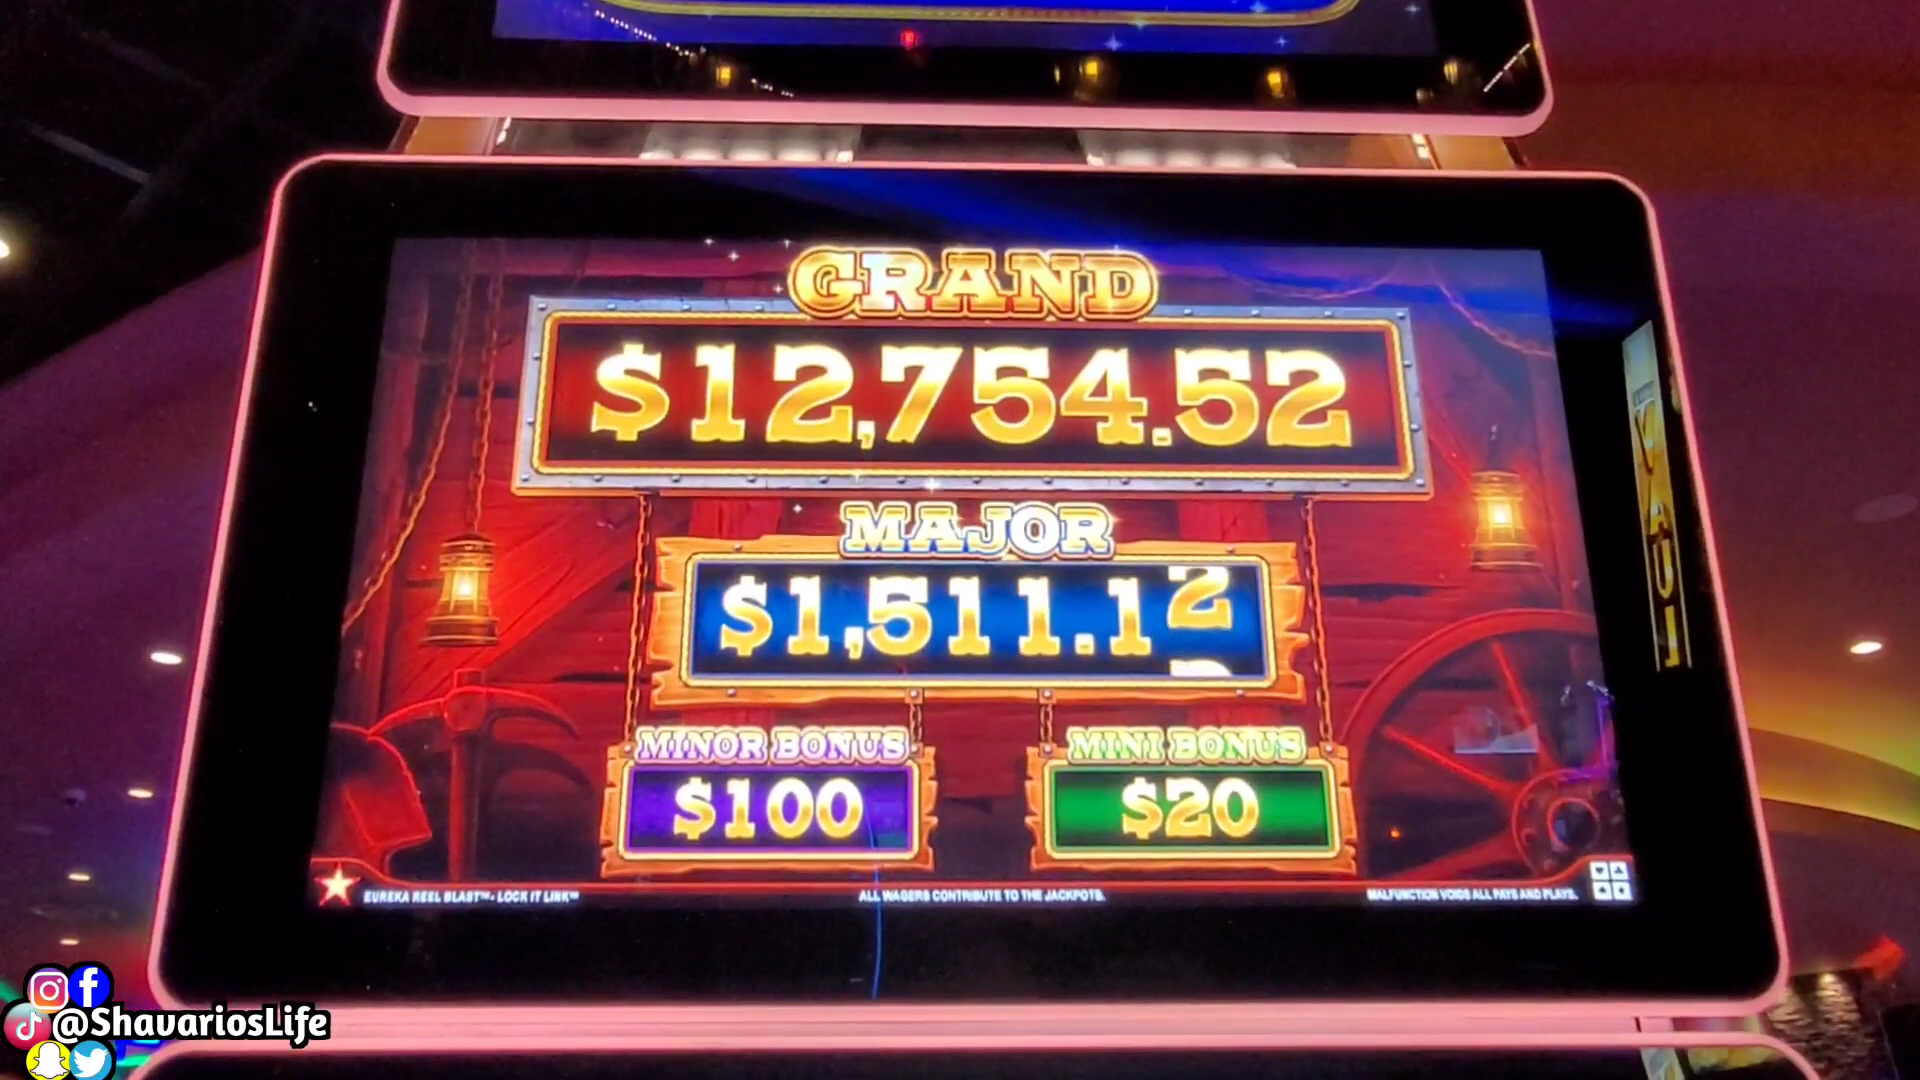 GRAND
$12,754.52
MAJOR
$1,511.12
MINOR BONUS
$100
MINI BONUS
$20
EUREKA REEL BLAST™ - LOCK IT LINK™
ALL WAGERS CONTRIBUTE TO THE JACKPOTS.
MALFUNCTION VOIDS ALL PAYS AND PLAYS.
@ShavariosLife